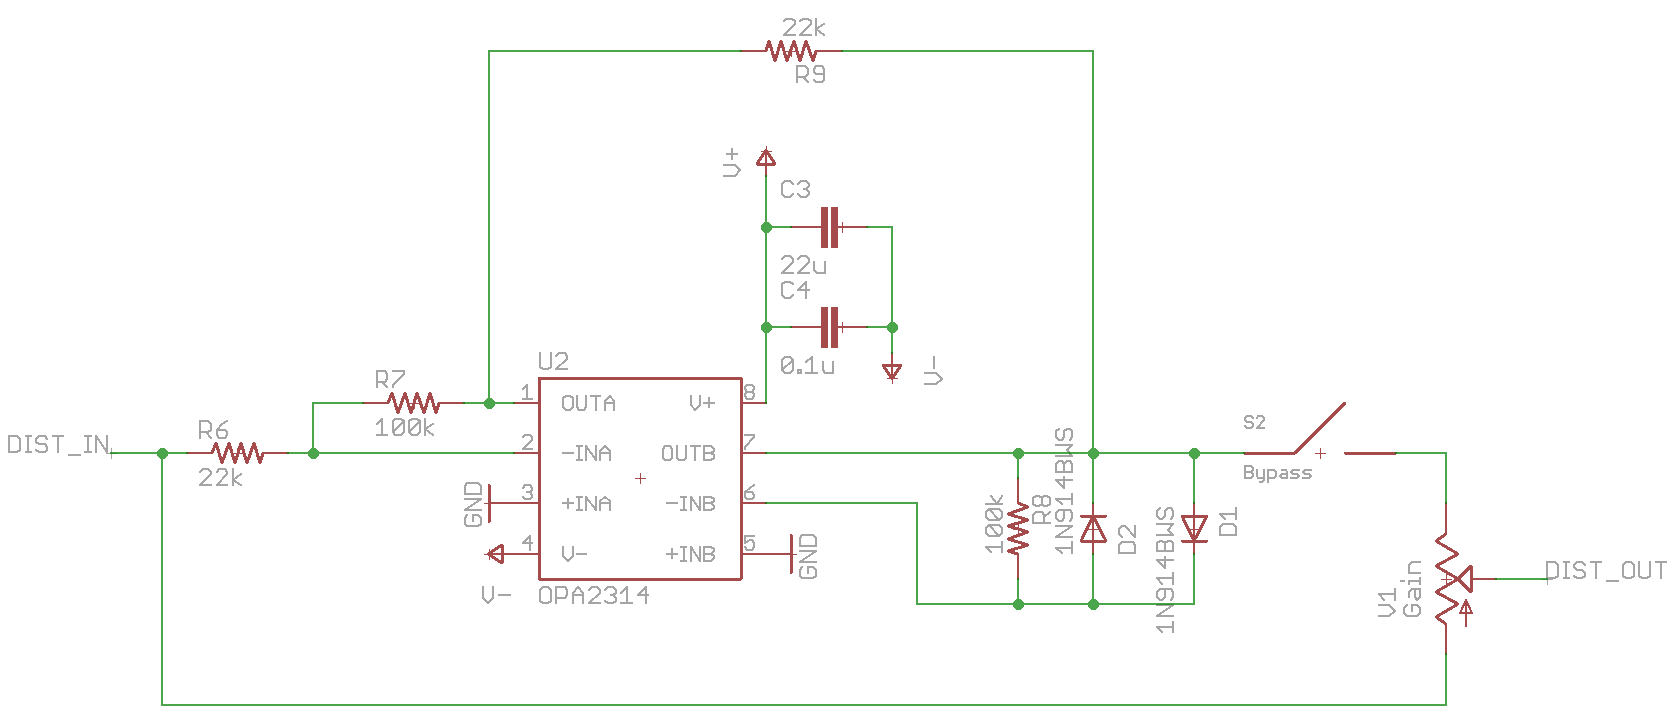 22k
R9
V+
C3
22u
C4
0.1u
V-
U2
R7
100k
1
OUTA
V+
8
DIST_IN
R6
22k
2
-INA
OUTB
7
GND
3
+INA
-INB
6
4
V-
+INB
5
GND
V-
OPA2314
100k
R8
1N914BWS
D2
1N914BWS
D1
S2
Bypass
V1
Gain
DIST_OUT